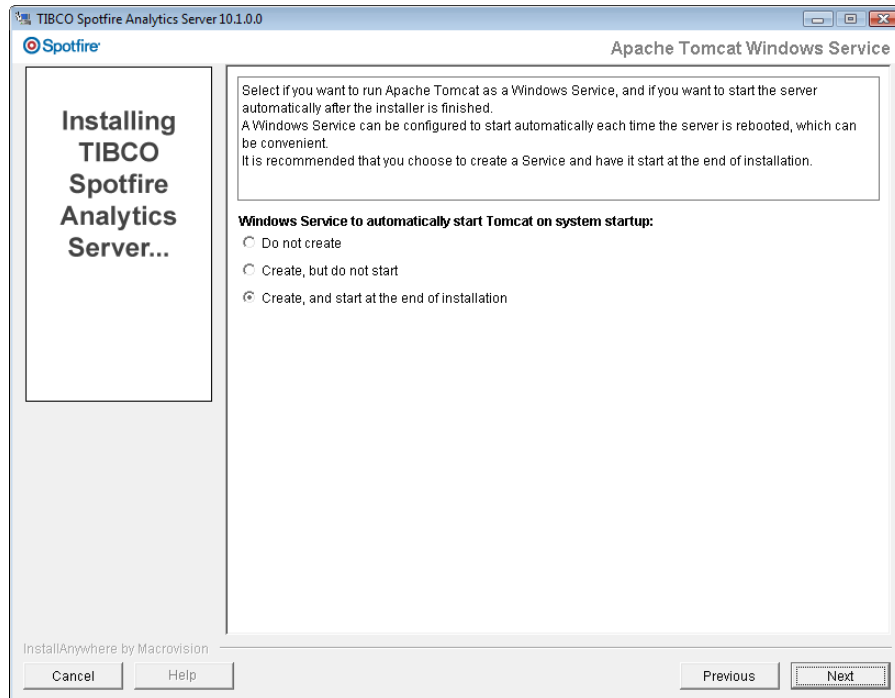 TIBCO Spotfire Analytics Server 10.1.0.0
Spotfire
Apache Tomcat Windows Service
Installing
TIBCO
Spotfire
Analytics
Server...
Select if you want to run Apache Tomcat as a Windows Service, and if you want to start the server
automatically after the installer is finished.
A Windows Service can be configured to start automatically each time the server is rebooted, which can
be convenient.
It is recommended that you choose to create a Service and have it start at the end of installation.
Windows Service to automatically start Tomcat on system startup:
Do not create
Create, but do not start
Create, and start at the end of installation
InstallAnywhere by Macrovision
Cancel
Help
Previous
Next